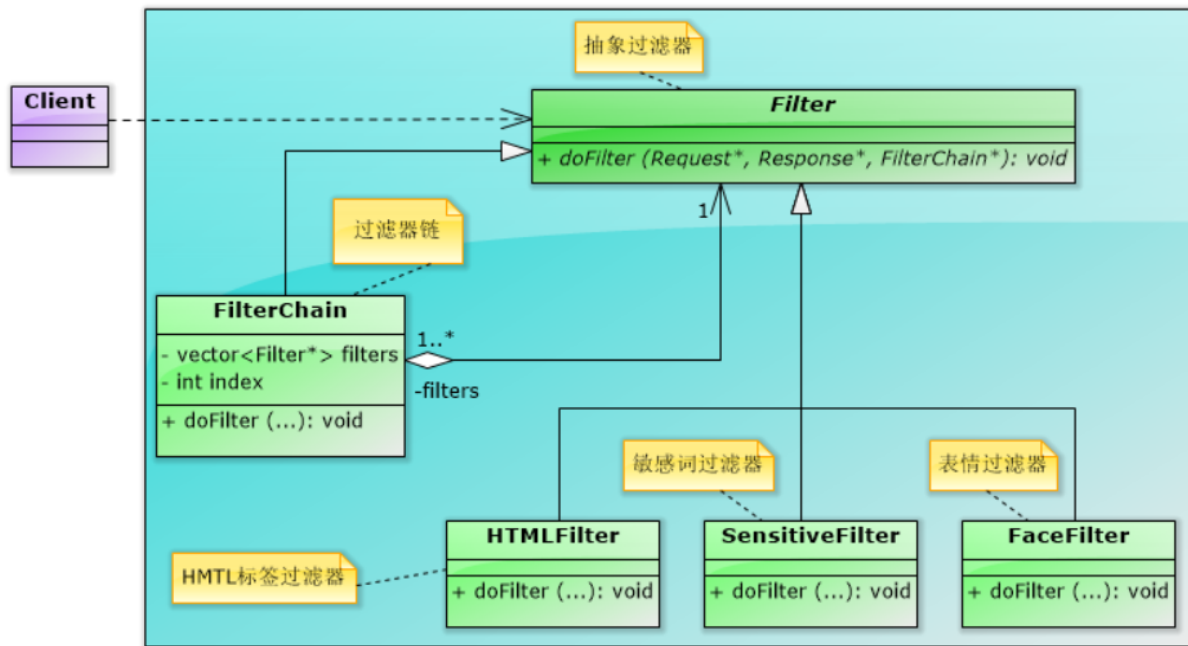 抽象过滤器
Client
Filter
+ doFilter (Request*, Response*, FilterChain*): void
1
过滤器链
FilterChain
- vector<Filter*> filters
- int index
+ doFilter (...): void
1..*
-filters
敏感词过滤器
表情过滤器
HTMLFilter
+ doFilter (...): void
SensitiveFilter
+ doFilter (...): void
FaceFilter
+ doFilter (...): void
HMTL标签过滤器